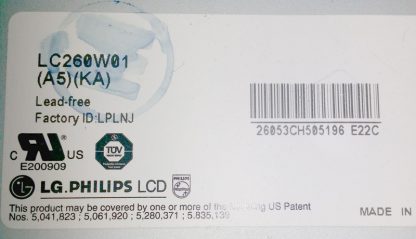 LC260W01
(A5)(KA)
Lead-free
Factory ID:LPLNJ
26053CH505196 E22C
C UL US
TÜV
E200909
LG.PHILIPS LCD
PHILIPS
This product may be covered by one or more of the following US Patent
Nos. 5,041,823 ; 5,061,920 ; 5,280,371 ; 5.835,139
MADE IN